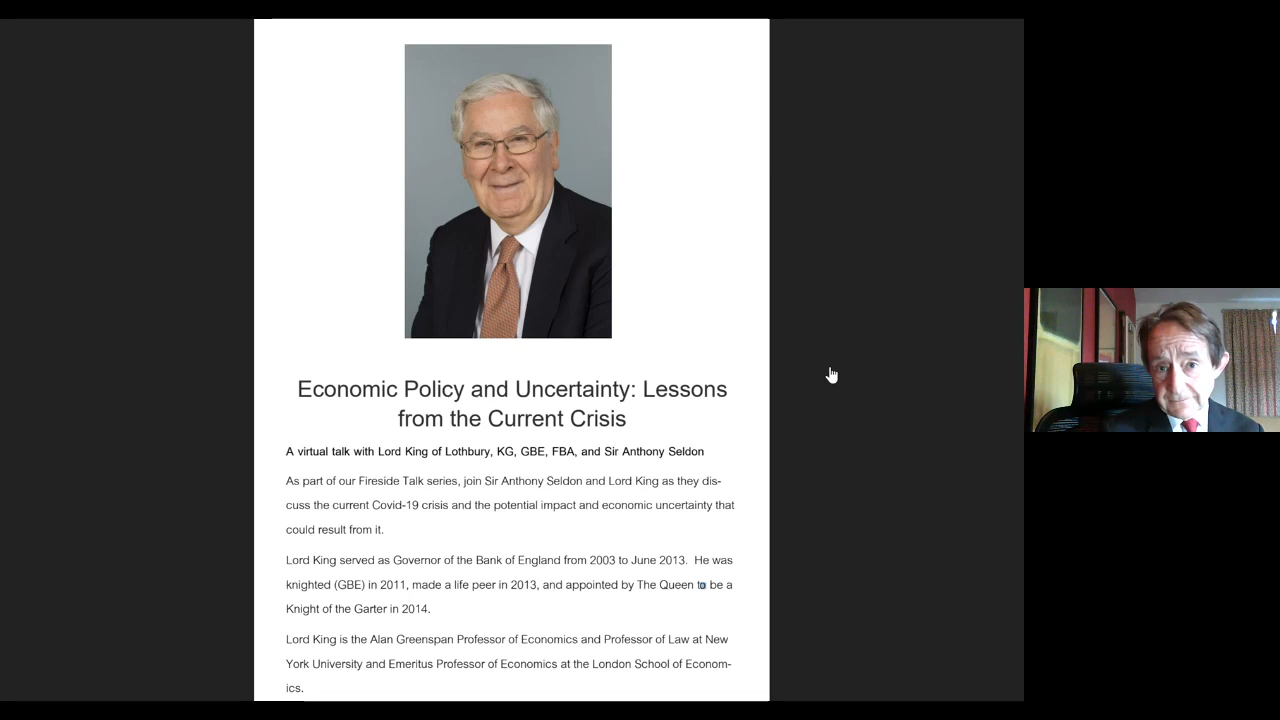 Economic Policy and Uncertainty: Lessons
from the Current Crisis
A virtual talk with Lord King of Lothbury, KG, GBE, FBA, and Sir Anthony Seldon
As part of our Fireside Talk series, join Sir Anthony Seldon and Lord King as they dis-
cuss the current Covid-19 crisis and the potential impact and economic uncertainty that
could result from it.
Lord King served as Governor of the Bank of England from 2003 to June 2013.  He was
knighted (GBE) in 2011, made a life peer in 2013, and appointed by The Queen to be a
Knight of the Garter in 2014.
Lord King is the Alan Greenspan Professor of Economics and Professor of Law at New
York University and Emeritus Professor of Economics at the London School of Econom-
ics.